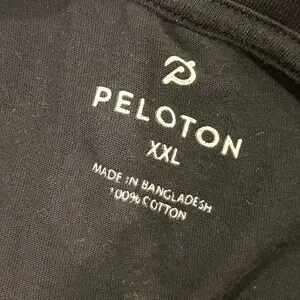 PELOTON
XXL
MADE IN BANGLADESH
100% COTTON